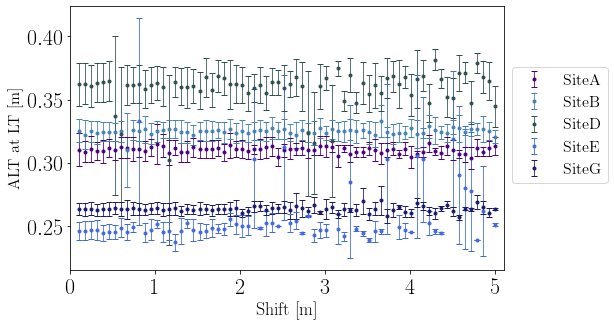 0.40
0.35
0.30
0.25
ALT at LT [m]
0 1 2 3 4 5
Shift [m]
SiteA
SiteB
SiteD
SiteE
SiteG